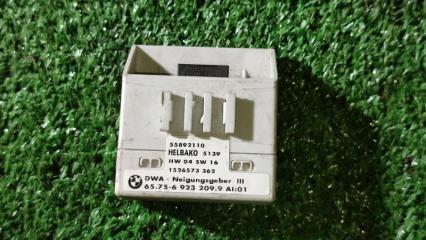 55892110
HELBAKO 5139
HW 04 SW 16
1526573 362
DWA - Neigungsgeber III
65.75-6 923 209.9 AI:01